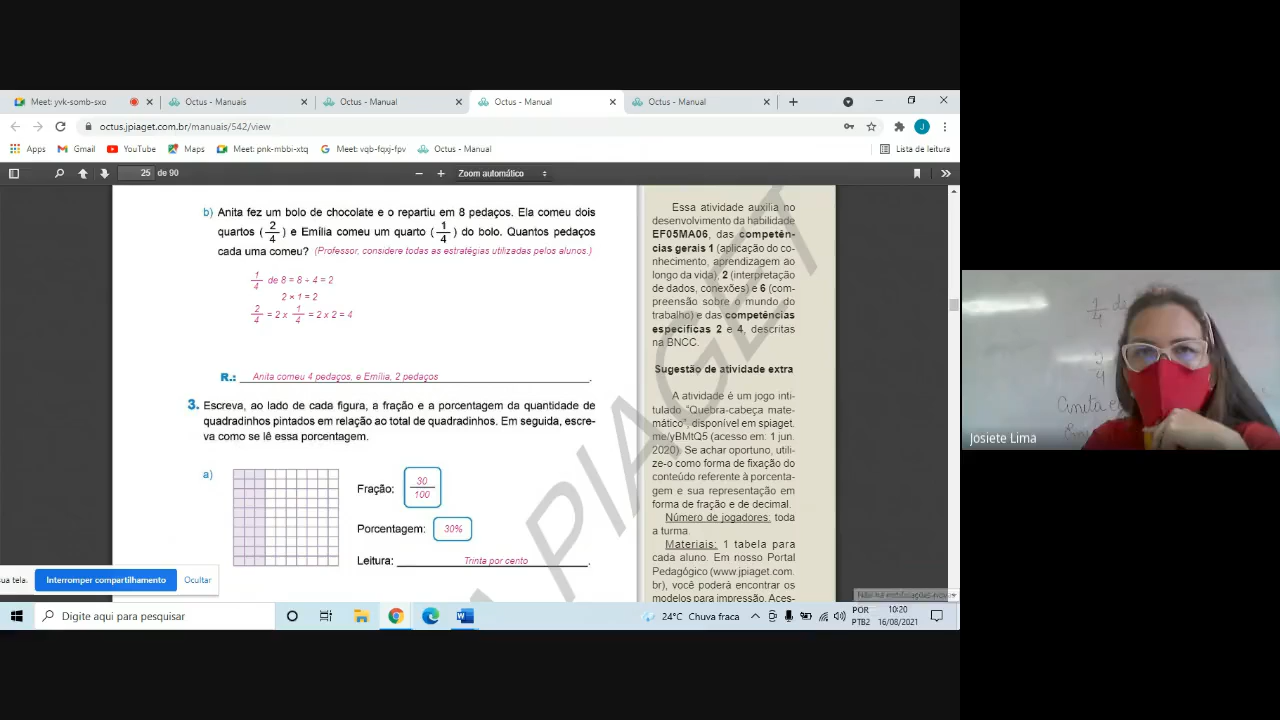 Meet: yvk-somb-sxo
Octus - Manuais
Octus - Manual
Octus - Manual
Octus - Manual
octus.jpiaget.com.br/manuais/542/view
Apps
Gmail
YouTube
Maps
Meet: pnk-mbbi-xtq
Meet: vqb-fqxj-fpv
Octus - Manual
Lista de leitura
25 de 90
Zoom automático
b) Anita fez um bolo de chocolate e o repartiu em 8 pedaços. Ela comeu dois
quartos (2/4) e Emília comeu um quarto (1/4) do bolo. Quantos pedaços
cada uma comeu? (Professor, considere todas as estratégias utilizadas pelos alunos.)
1/4 de 8 = 8 ÷ 4 = 2
2 × 1 = 2
2/4 = 2 x 1/4 = 2 x 2 = 4
R.: Anita comeu 4 pedaços, e Emília, 2 pedaços.
3. Escreva, ao lado de cada figura, a fração e a porcentagem da quantidade de
quadradinhos pintados em relação ao total de quadradinhos. Em seguida, escre-
va como se lê essa porcentagem.
a)
Fração: 30/100
Porcentagem: 30%
Leitura: Trinta por cento.
Essa atividade auxilia no
desenvolvimento da habilidade
EF05MA06, das competên-
cias gerais 1 (aplicação do co-
nhecimento, aprendizagem ao
longo da vida), 2 (interpretação
de dados, conexões) e 6 (com-
preensão sobre o mundo do
trabalho) e das competências
específicas 2 e 4, descritas
na BNCC.
Sugestão de atividade extra
A atividade é um jogo inti-
tulado "Quebra-cabeça mate-
mático", disponível em spiaget.
me/yBMtQ5 (acesso em: 1 jun.
2020). Se achar oportuno, utili-
ze-o como forma de fixação do
conteúdo referente à porcenta-
gem e sua representação em
forma de fração e de decimal.
Número de jogadores: toda
a turma.
Materiais: 1 tabela para
cada aluno. Em nosso Portal
Pedagógico (www.jpiaget.com.
br), você poderá encontrar os
modelos para impressão. Aces-
PIAGET
sua tela.
Interromper compartilhamento
Ocultar
Digite aqui para pesquisar
24°C Chuva fraca
POR
PTB2
10:20
16/08/2021
1/4 de
Josiete Lima